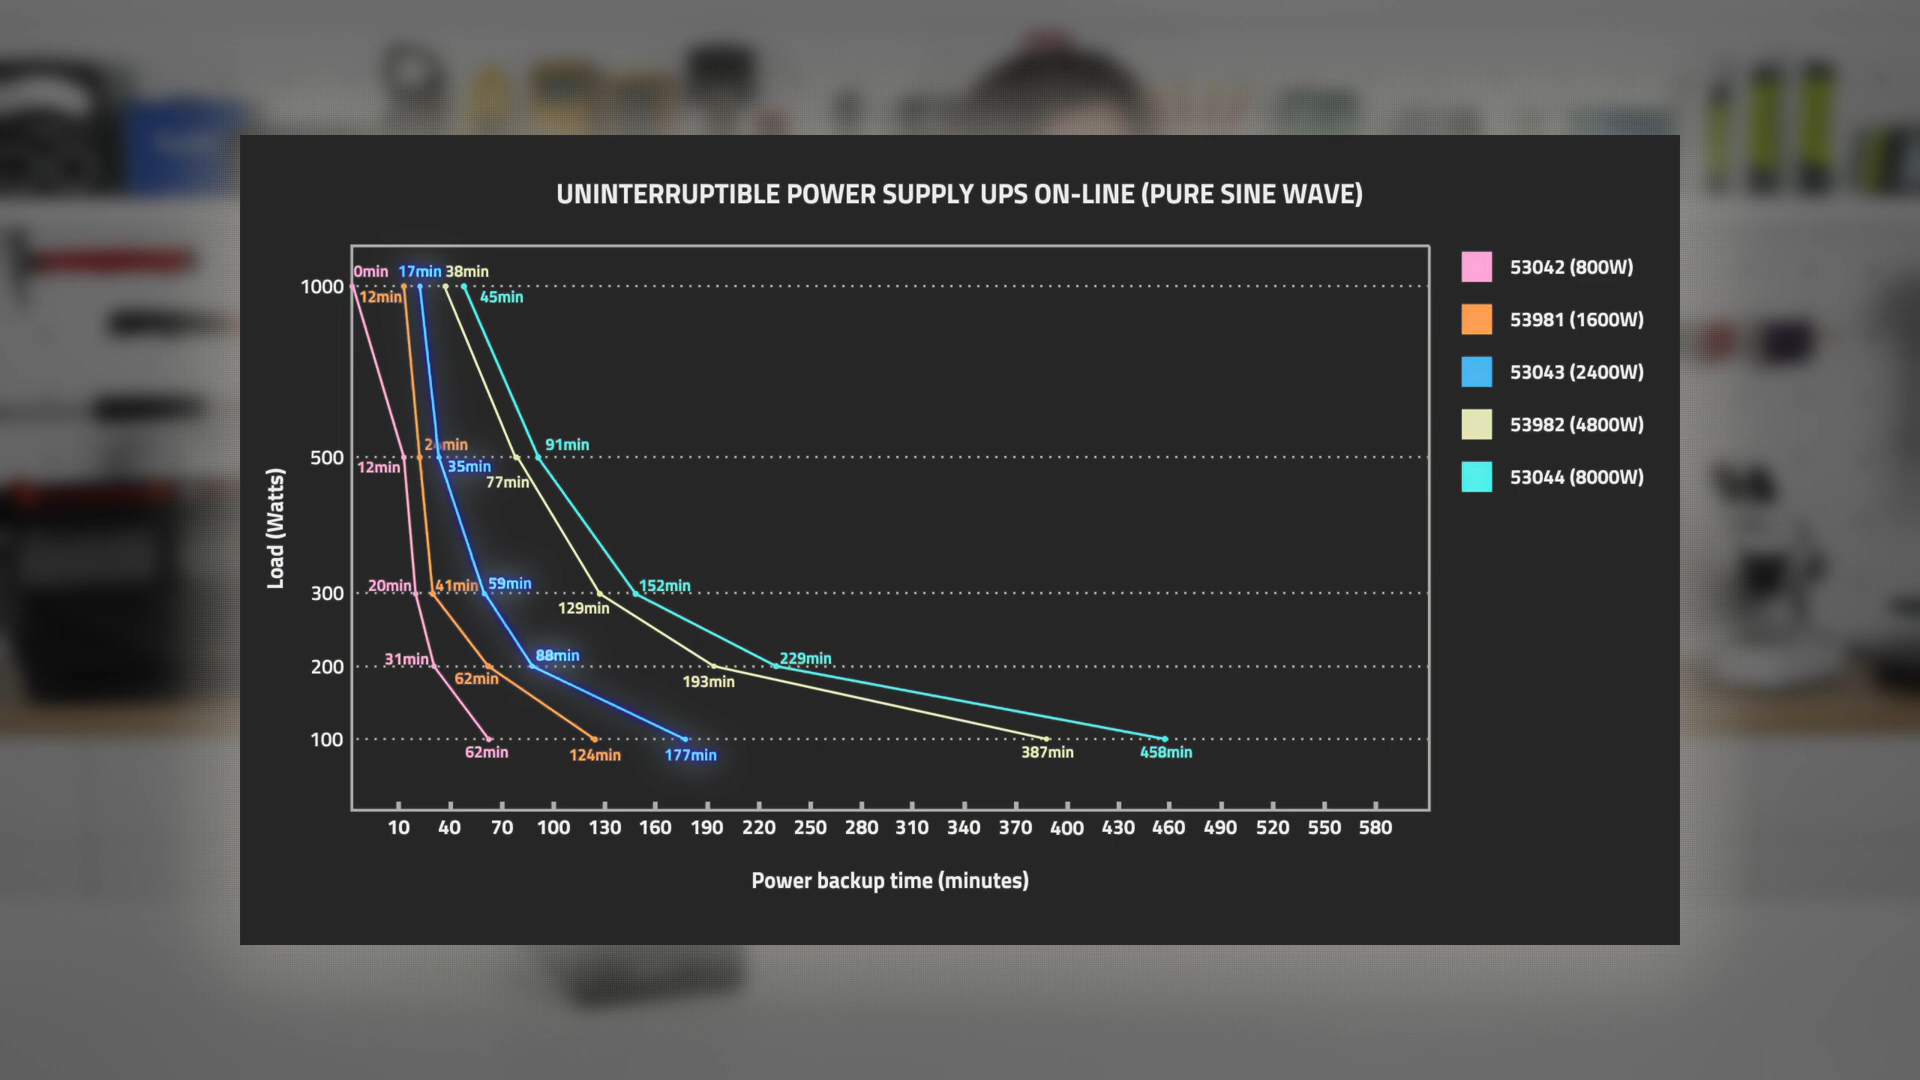 UNINTERRUPTIBLE POWER SUPPLY UPS ON-LINE (PURE SINE WAVE)
0min 17min 38min
1000
12min 45min
53042 (800W)
53981 (1600W)
53043 (2400W)
53982 (4800W)
53044 (8000W)
91min
500
12min 35min
77min
Load (Watts)
20min 41min 59min 152min
300
129min
88min
31min 229min
200
62min 193min
100
62min 124min 177min 387min 458min
10 40 70 100 130 160 190 220 250 280 310 340 370 400 430 460 490 520 550 580
Power backup time (minutes)